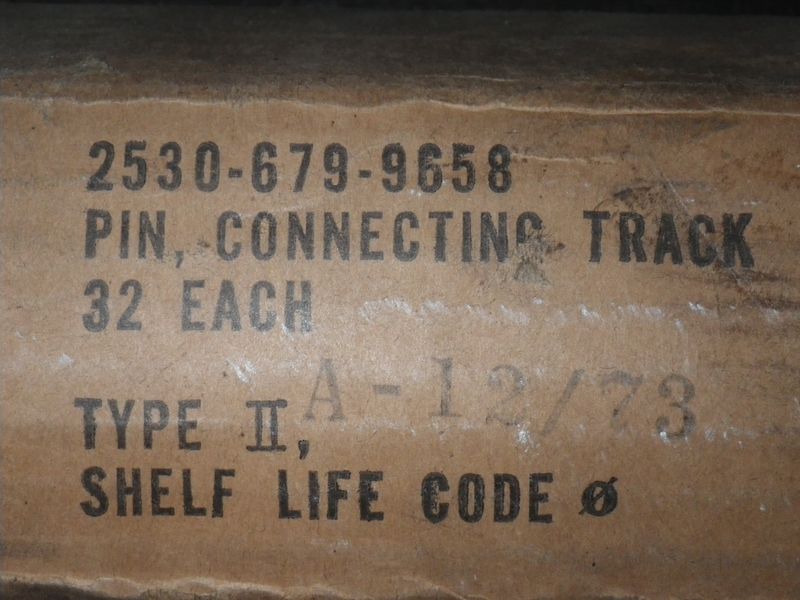 2530-679-9658
PIN, CONNECTING TRACK
32 EACH
A-12/73
TYPE II,
SHELF LIFE CODE Ø